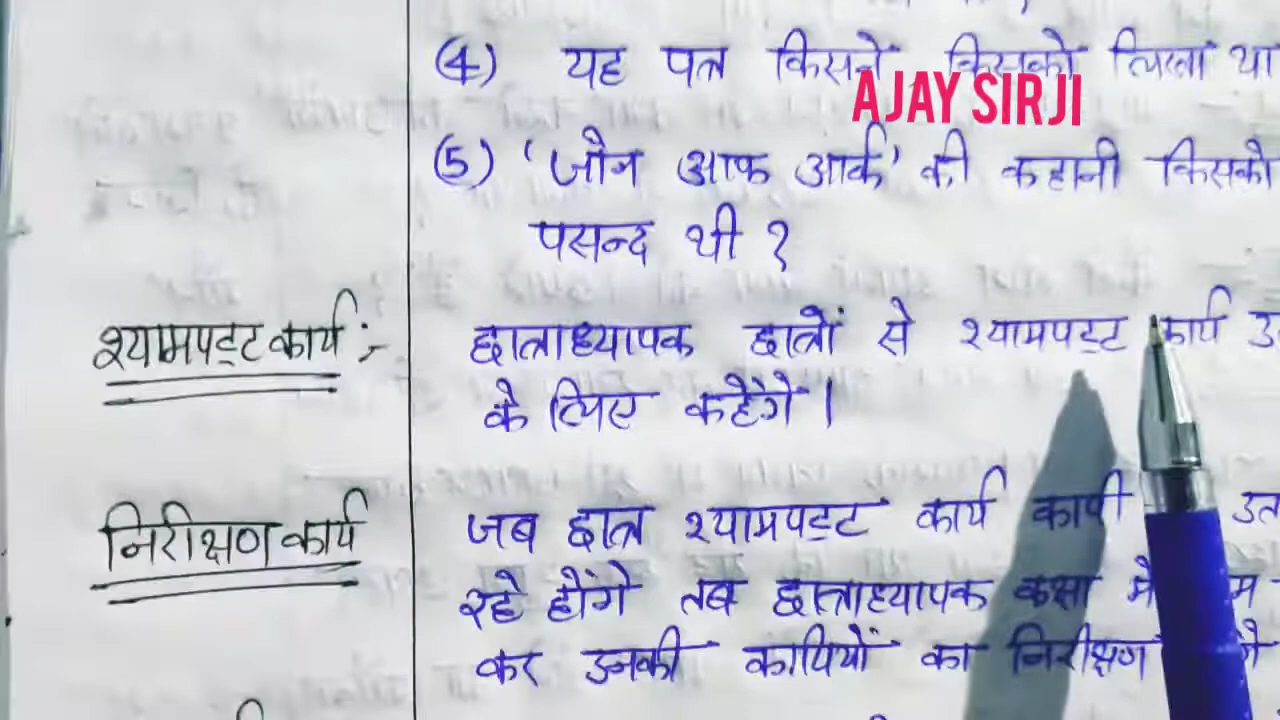 (4) यह पत्र किसने किसको लिखा था
AJAY SIRJI
(5) 'जौन आफ आर्क' की कहानी किसको
पसन्द थी ?
श्यामपट्ट कार्य :-
छात्राध्यापक छात्रों से श्यामपट्ट कार्य
के लिए कहेंगे।
निरीक्षण कार्य
जब छात्र श्यामपट्ट कार्य कापी
रहे होंगे तब छात्राध्यापक कक्षा मे
कर उनकी कापियों का निरीक्षण